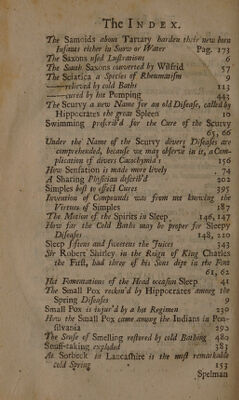 The INDEX.
The Samoids about Tartary harden their new born
Infants either in Snow or Water Pag. 173
The Saxons used Lustrations 6
The South Saxons converted by Wilfrid 57
The Sciatica a Species of Rheumatism 9
——relieved by cold Baths 113
——cured by hot Pumping 443
The Scurvy a new Name for an old Disease, called by
Hippocrates the great Spleen 10
Swimming prescrib'd for the Cure of the Scurvy
65, 66
Under the Name of the Scurvy divers Diseases are
comprehended, because we may observe in it, a Com-
plication of divers Cacochymia's 156
How Sensation is made more lively 74
A Sharing Physician describ'd 202
Simples best to effect Cures 395
Invention of Compounds was from not knowing the
Virtues of Simples 187
The Motion of the Spirits in Sleep 146, 147
How far the Cold Baths may be proper for Sleepy
Diseases 148, 220
Sleep stiens and sweetens the Juices 343
Sir Robert Shirley in the Reign of King Charles
the First, had three of his Sons dipt in the Font
61, 62
Hot Fomentations of the Head occasion Sleep 41
The Small Pox reckon'd by Hippocrates among the
Spring Diseases 9
Small Pox is injur'd by a hot Regimen 230
How the Small Pox came among the Indians in Pen-
silvania 290
The Sense of Smelling restored by cold Bathing 480
Snuff-taking exploded 383
At Sorbeck in Lancashire is the most remarkable
cold Spring 153
Spelman